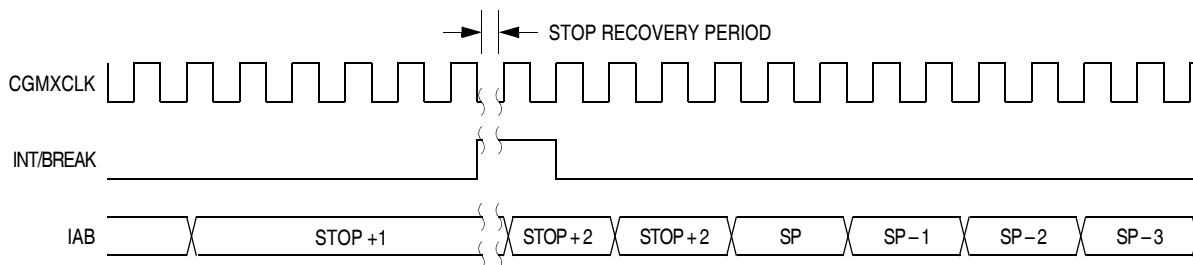 STOP RECOVERY PERIOD
CGMXCLK
INT/BREAK
IAB STOP +1 STOP + 2 STOP + 2 SP SP – 1 SP – 2 SP – 3